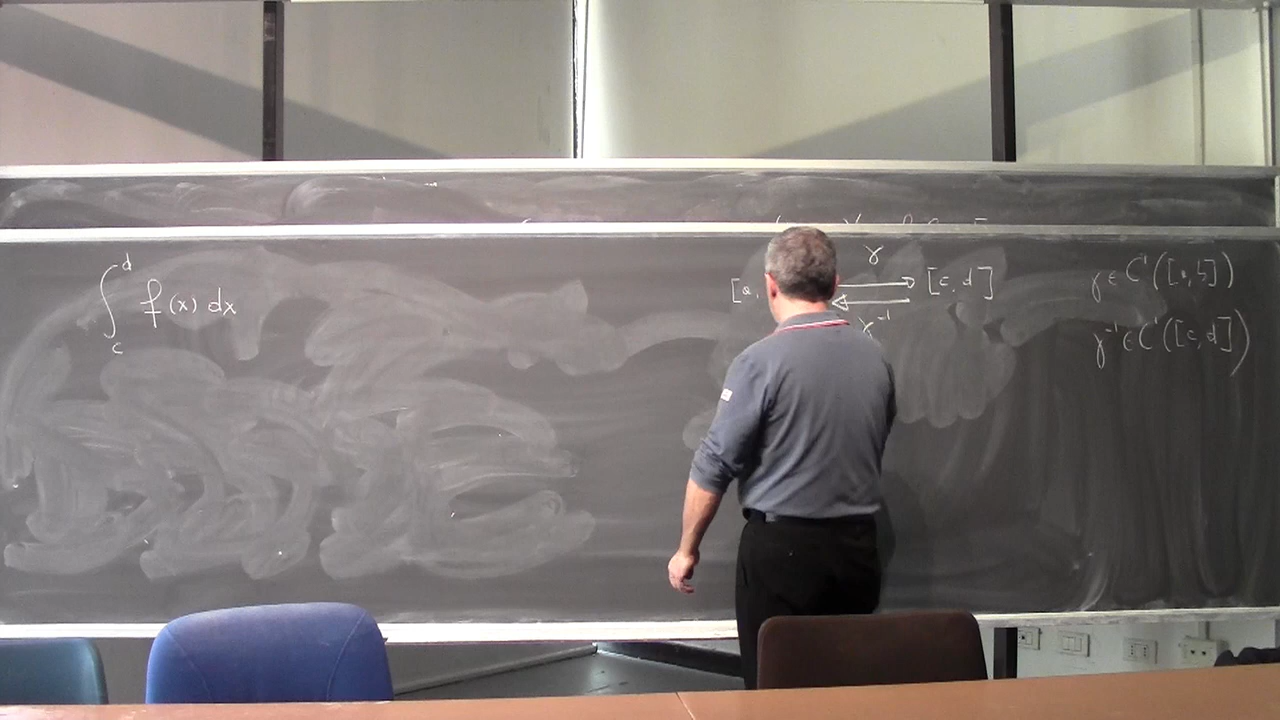 ∫_c^d f(x) dx
[a, γ ⟶ [c, d]
⟵ γ⁻¹
γ ∈ C¹([a, b])
γ⁻¹ ∈ C¹([c, d])